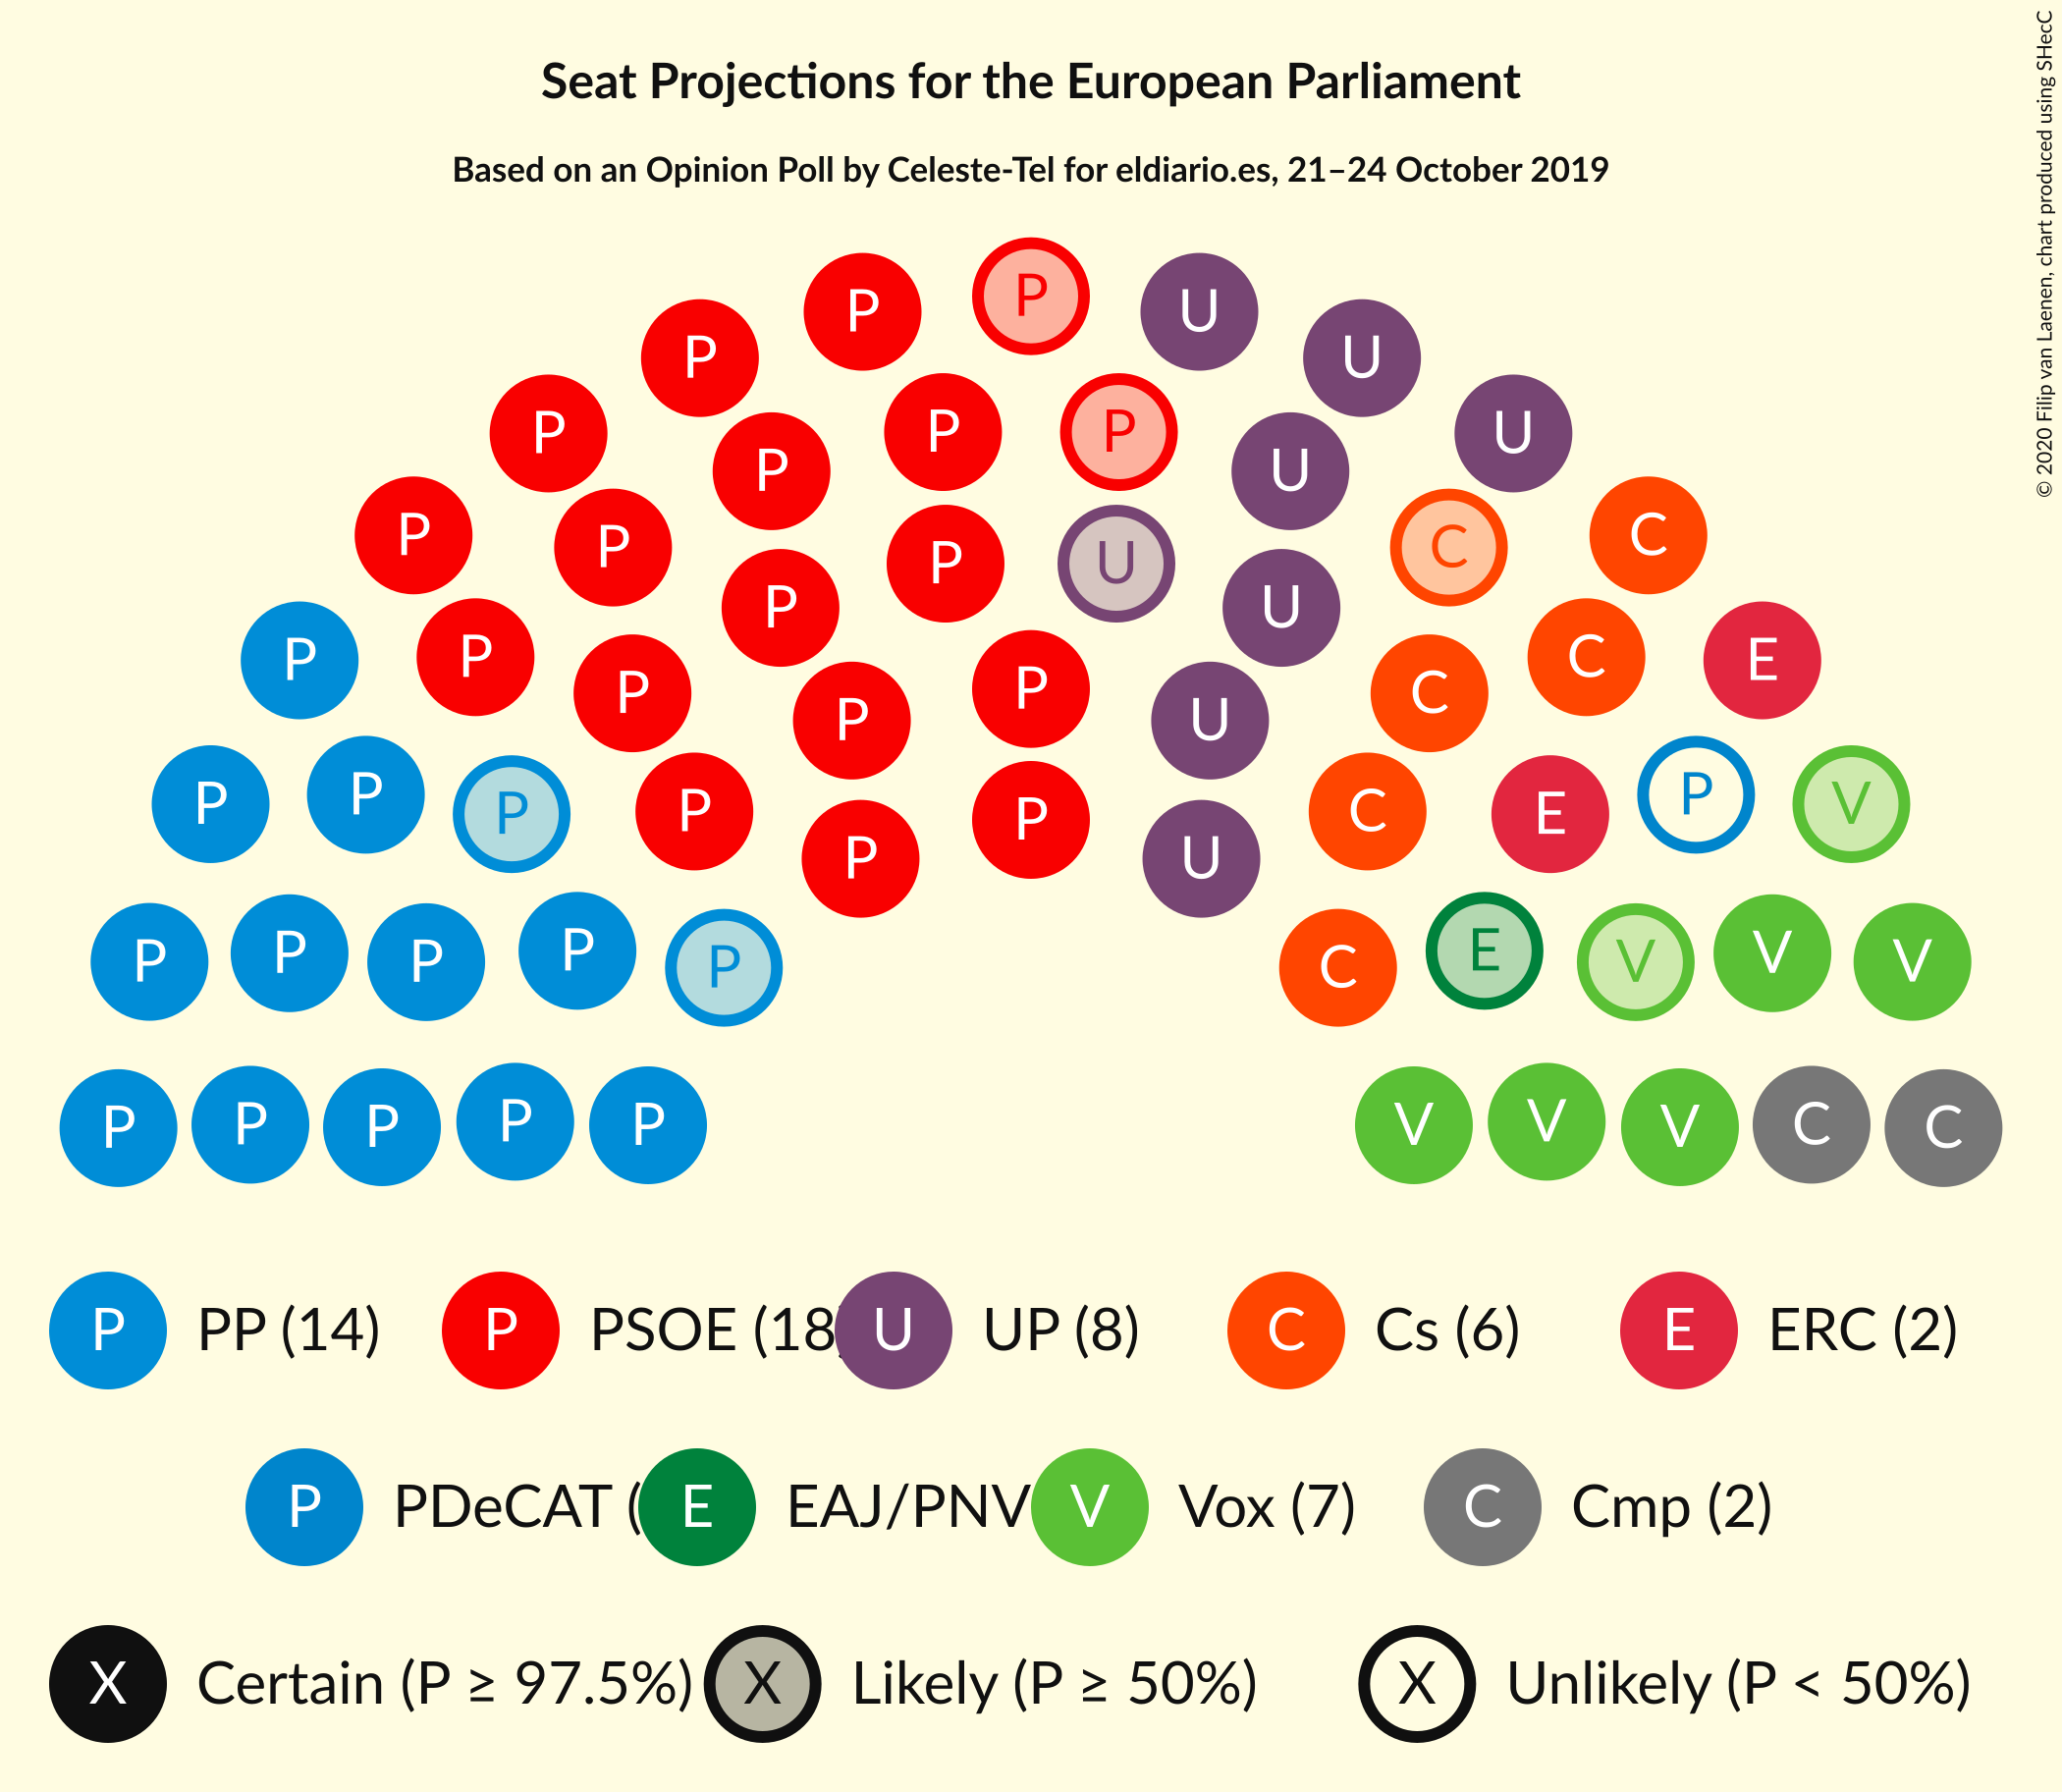 Seat Projections for the European Parliament
Based on an Opinion Poll by Celeste-Tel for eldiario.es, 21–24 October 2019
© 2020 Filip van Laenen, chart produced using SHecC
P
P U
P U
P P P U
P U
P C
P C
P U
P U
P P C E
P P C
P U
P P P P P C E P V
P U
P P P P P C E V V V
P P P P P V V V C C
P PP (14) P PSOE (18 U UP (8) C Cs (6) E ERC (2)
P PDeCAT ( E EAJ/PNV V Vox (7) C Cmp (2)
X Certain (P ≥ 97.5%) X Likely (P ≥ 50%) X Unlikely (P < 50%)